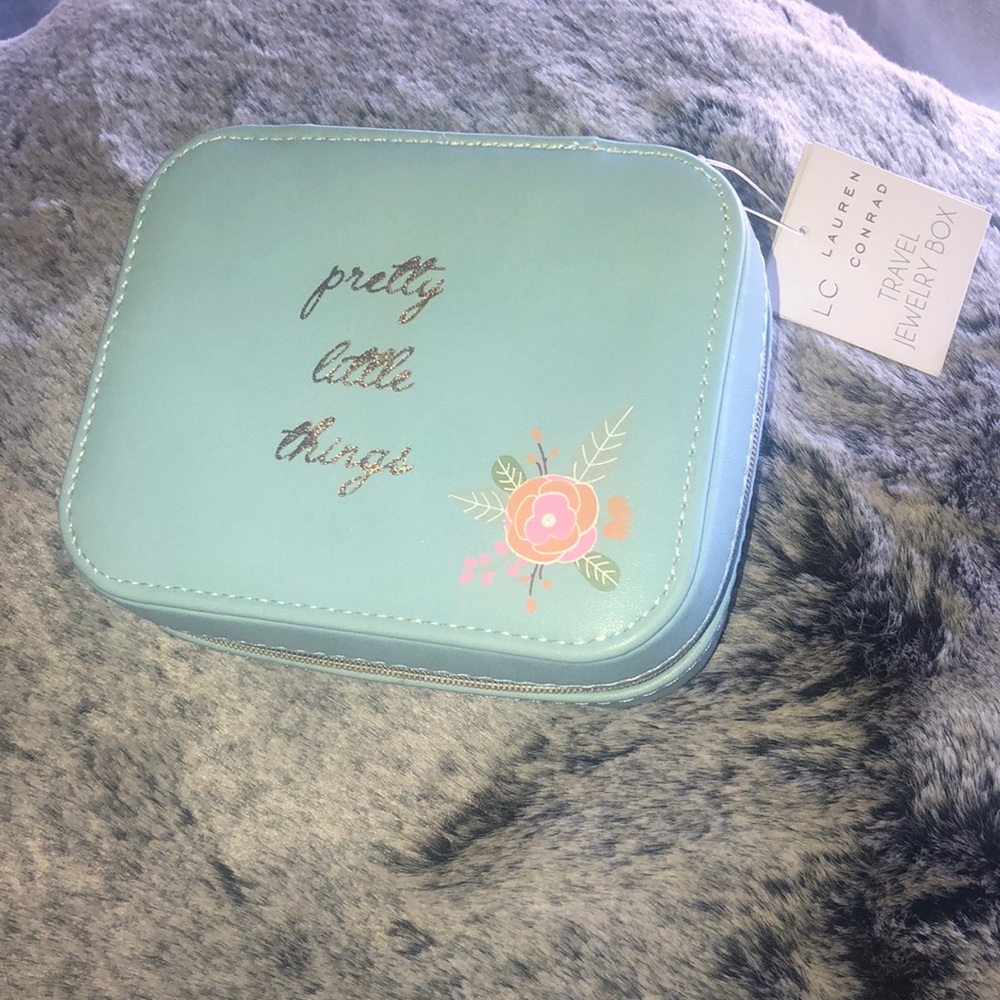 pretty
little
things
LC
LAUREN
CONRAD
TRAVEL
JEWELRY BOX